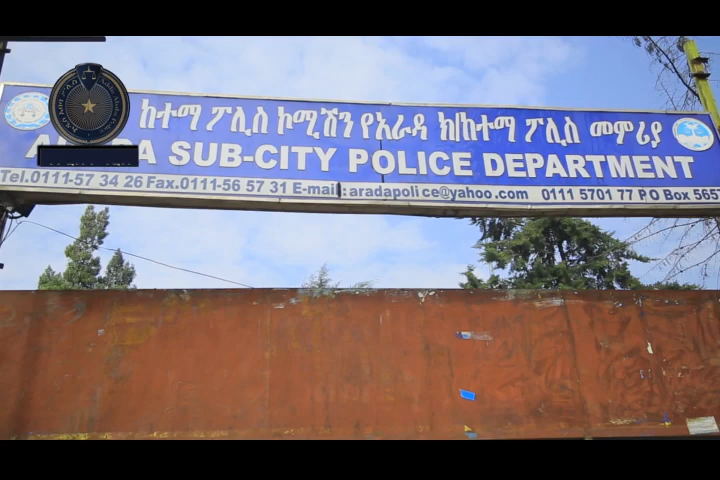 ከተማ ፖሊስ ኮሚሽን የአራዳ ክ/ከተማ ፖሊስ መምሪያ
SUB-CITY POLICE DEPARTMENT
Tel.0111-57 34 26 Fax.0111-56 57 31 E-mail :aradapolice@yahoo.com 0111 5701 77 P O Box 565